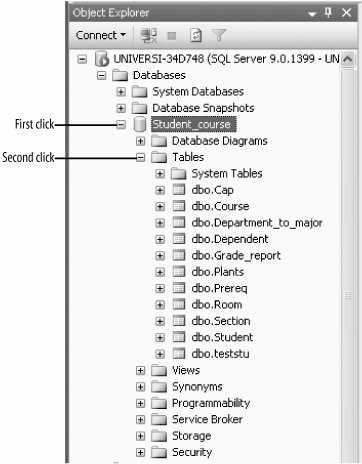 Object Explorer
Connect
UNIVERSI-34D748 (SQL Server 9.0.1399 - UN
Databases
System Databases
Database Snapshots
First click
Student_course
Database Diagrams
Second click
Tables
System Tables
dbo.Cap
dbo.Course
dbo.Department_to_major
dbo.Dependent
dbo.Grade_report
dbo.Plants
dbo.Prereq
dbo.Room
dbo.Section
dbo.Student
dbo.teststu
Views
Synonyms
Programmability
Service Broker
Storage
Security